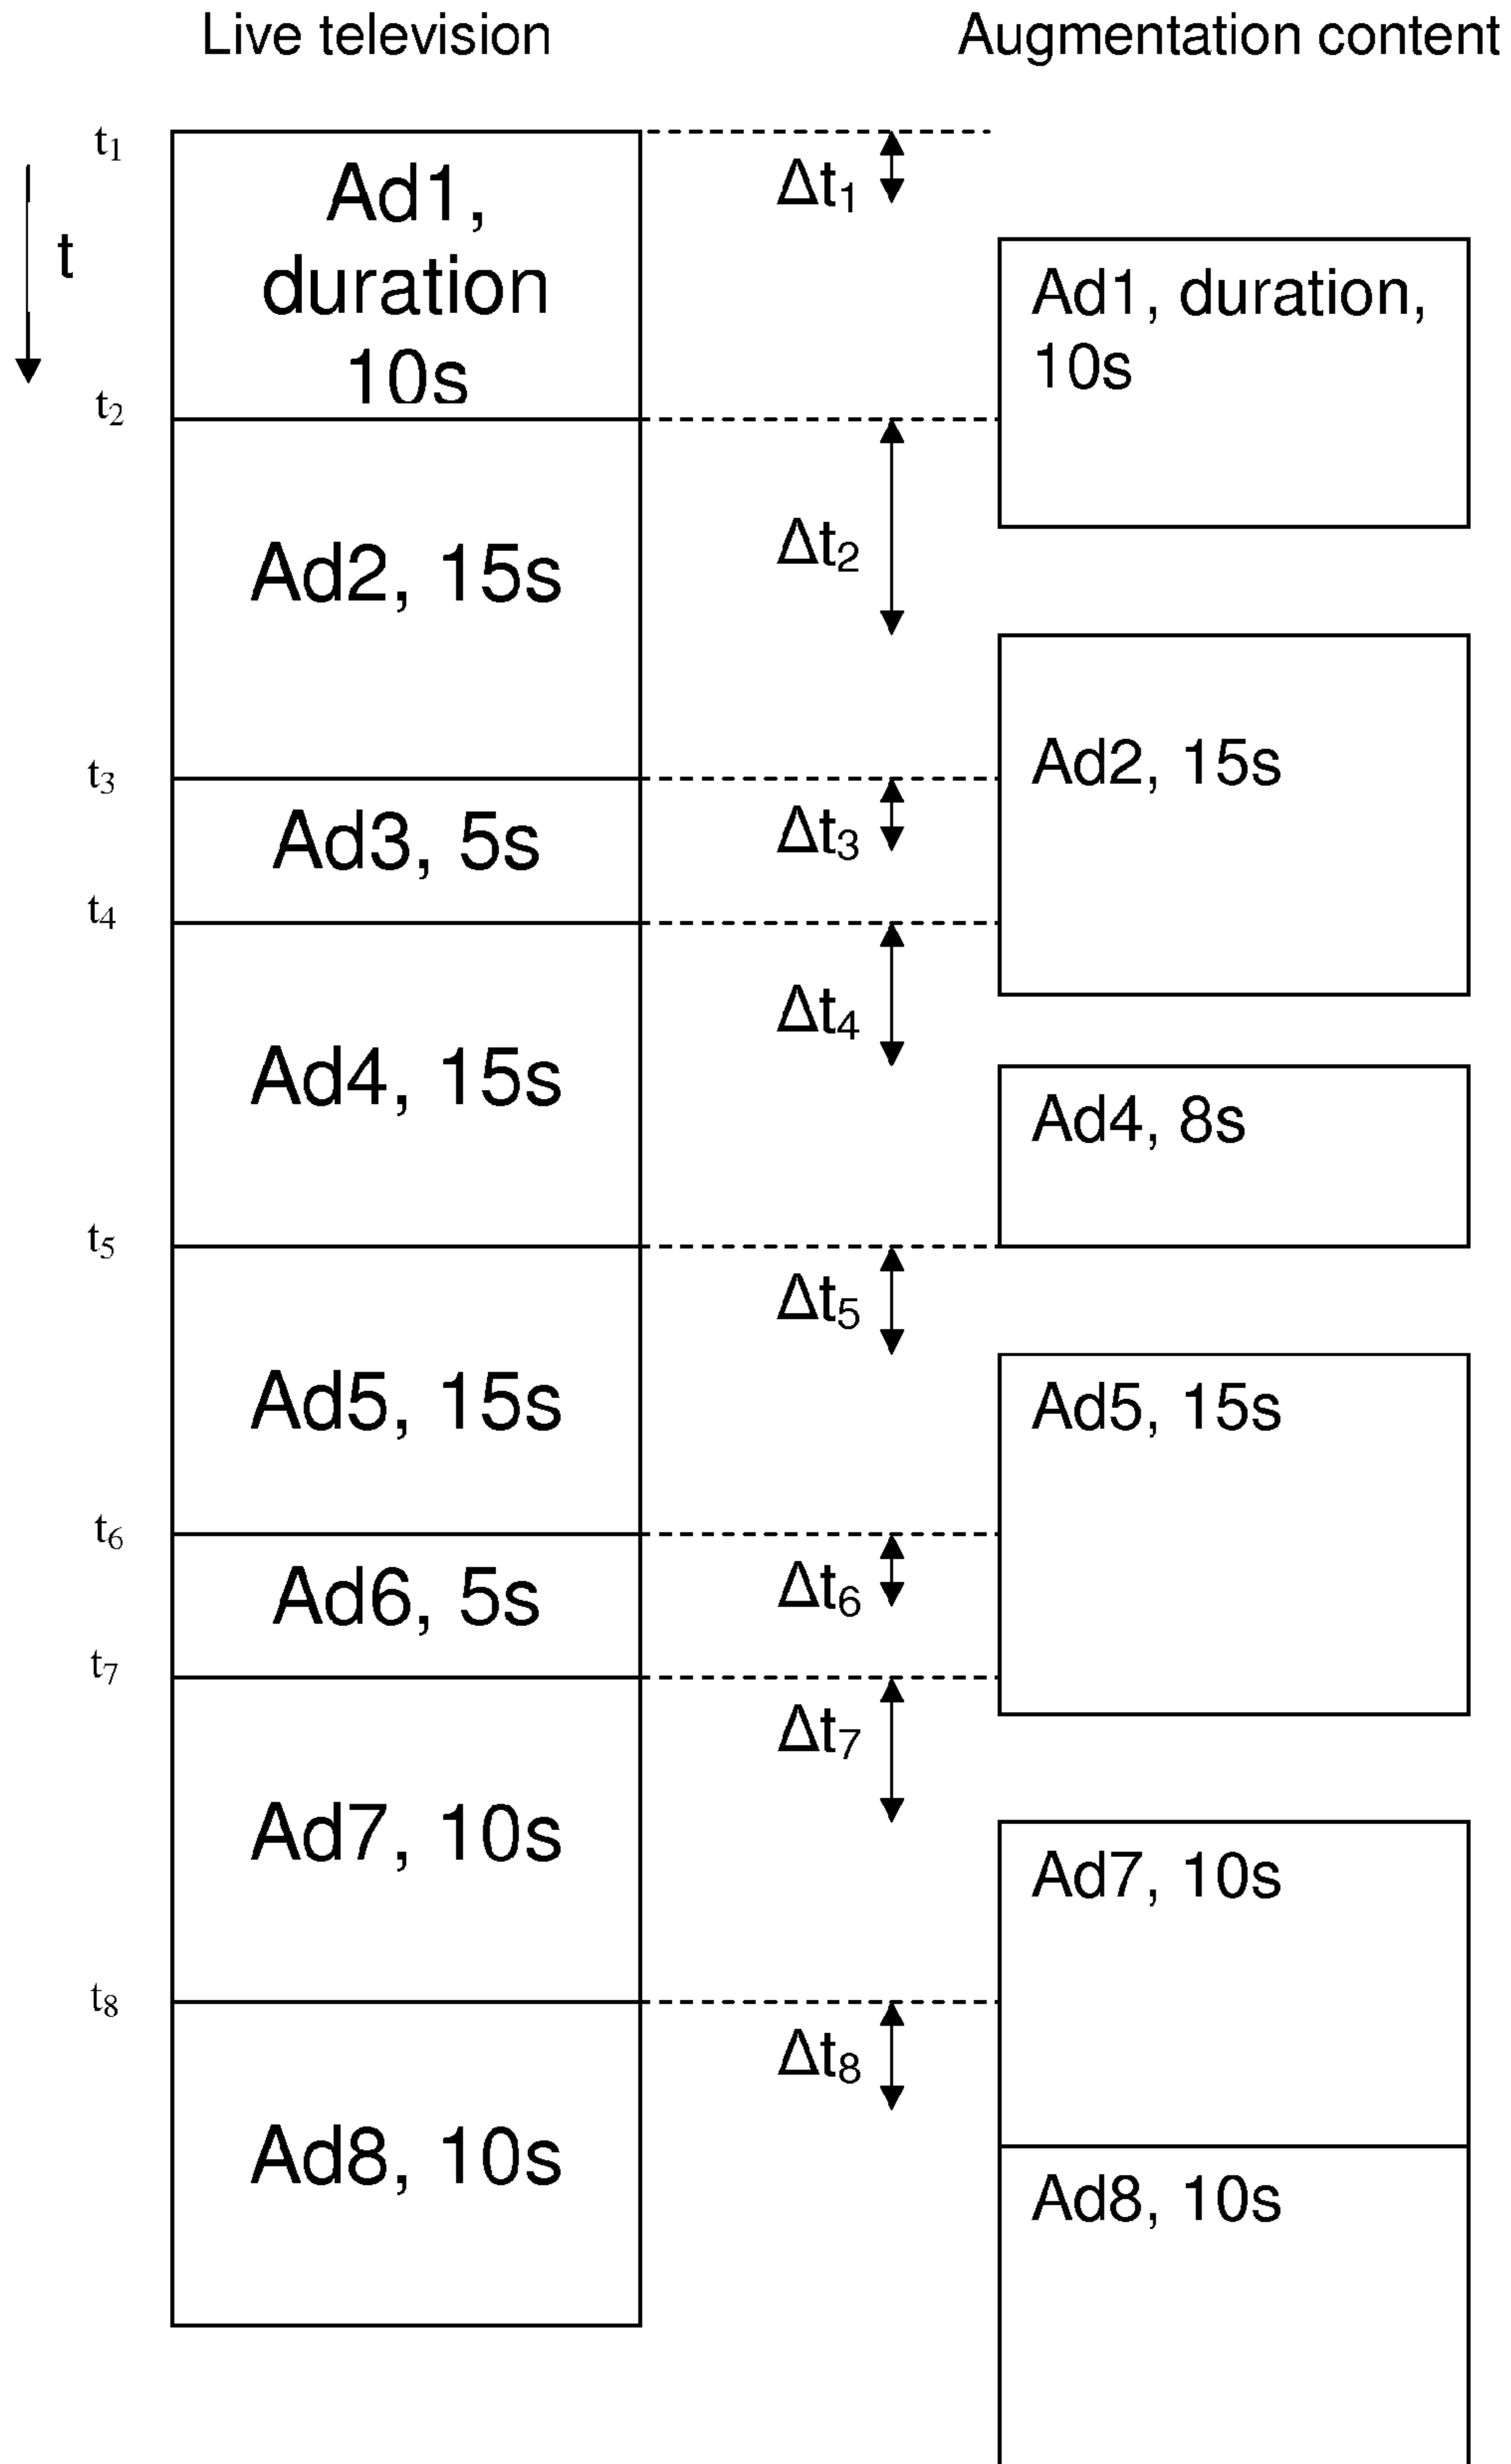 Live television
Augmentation content
t₁
t
Ad1,
duration
10s
Δt₁
Ad1, duration,
10s
t₂
Ad2, 15s
Δt₂
Ad2, 15s
t₃
Ad3, 5s
Δt₃
t₄
Ad4, 15s
Δt₄
Ad4, 8s
t₅
Ad5, 15s
Δt₅
Ad5, 15s
t₆
Ad6, 5s
Δt₆
t₇
Ad7, 10s
Δt₇
Ad7, 10s
t₈
Ad8, 10s
Δt₈
Ad8, 10s